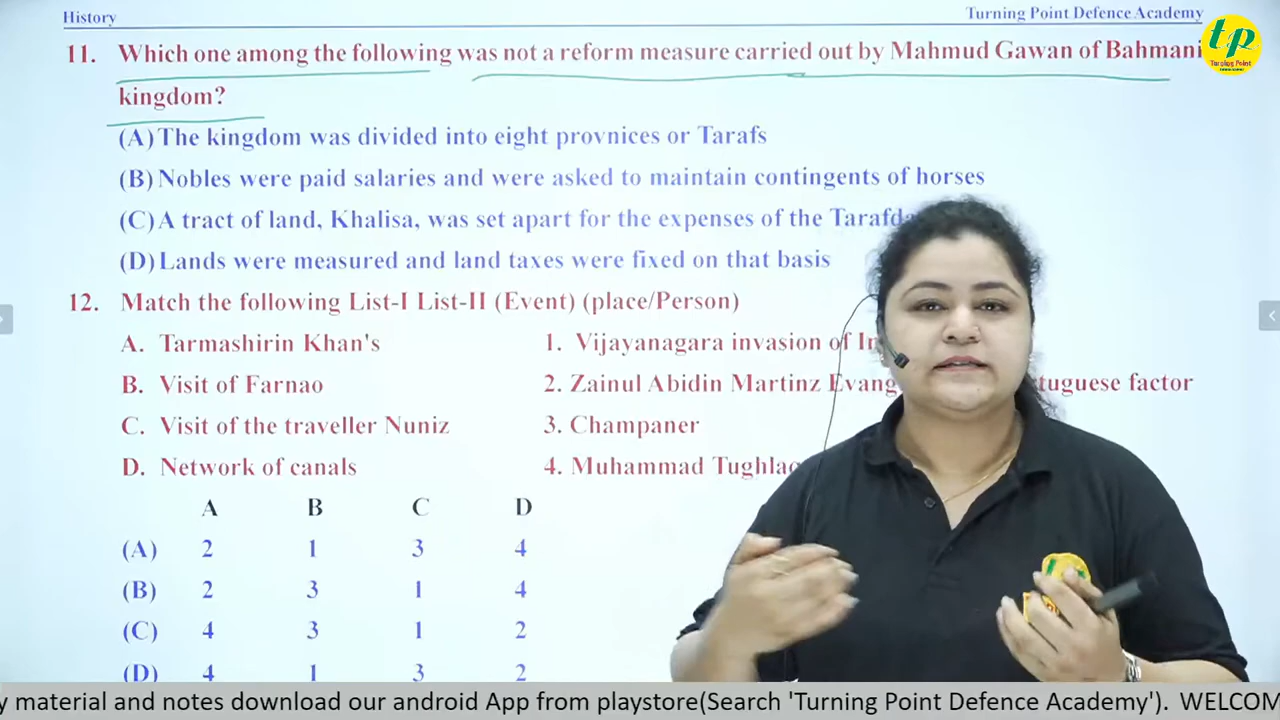 History
Turning Point Defence Academy
tp
Turning Point
11. Which one among the following was not a reform measure carried out by Mahmud Gawan of Bahmani
kingdom?
(A) The kingdom was divided into eight provnices or Tarafs
(B) Nobles were paid salaries and were asked to maintain contingents of horses
(C) A tract of land, Khalisa, was set apart for the expenses of the
(D) Lands were measured and land taxes were fixed on that basis
12. Match the following List-I List-II (Event) (place/Person)
A. Tarmashirin Khan's 1. Vijayanagara invasion of
B. Visit of Farnao 2. Zainul Abidin Martinz factor
C. Visit of the traveller Nuniz 3. Champaner
D. Network of canals 4. Muhammad
A B C D
(A) 2 1 3 4
(B) 2 3 1 4
(C) 4 3 1 2
(D) 4 1 3 2
material and notes download our android App from playstore(Search 'Turning Point Defence Academy').